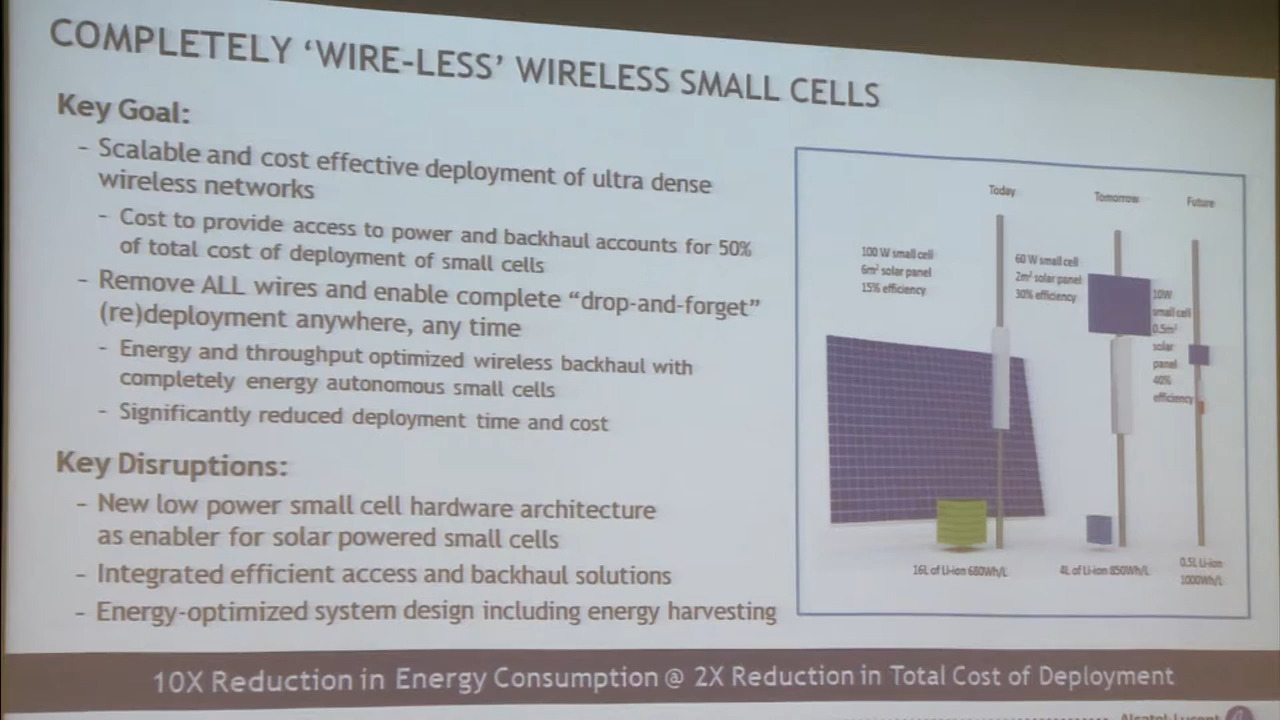 COMPLETELY ‘WIRE-LESS’ WIRELESS SMALL CELLS
Key Goal:
- Scalable and cost effective deployment of ultra dense
wireless networks
- Cost to provide access to power and backhaul accounts for 50%
of total cost of deployment of small cells
- Remove ALL wires and enable complete “drop-and-forget”
(re)deployment anywhere, any time
- Energy and throughput optimized wireless backhaul with
completely energy autonomous small cells
- Significantly reduced deployment time and cost
Key Disruptions:
- New low power small cell hardware architecture
as enabler for solar powered small cells
- Integrated efficient access and backhaul solutions
- Energy-optimized system design including energy harvesting
Today
100 W small cell
6m² solar panel
15% efficiency
16L of Li-ion 680Wh/L
Tomorrow
60 W small cell
2m² solar panel
30% efficiency
4L of Li-ion 850Wh/L
Future
10W
small cell
0.5m²
solar
panel
40%
efficiency
0.5L Li-ion
1000Wh/L
10X Reduction in Energy Consumption @ 2X Reduction in Total Cost of Deployment
Alcatel-Lucent